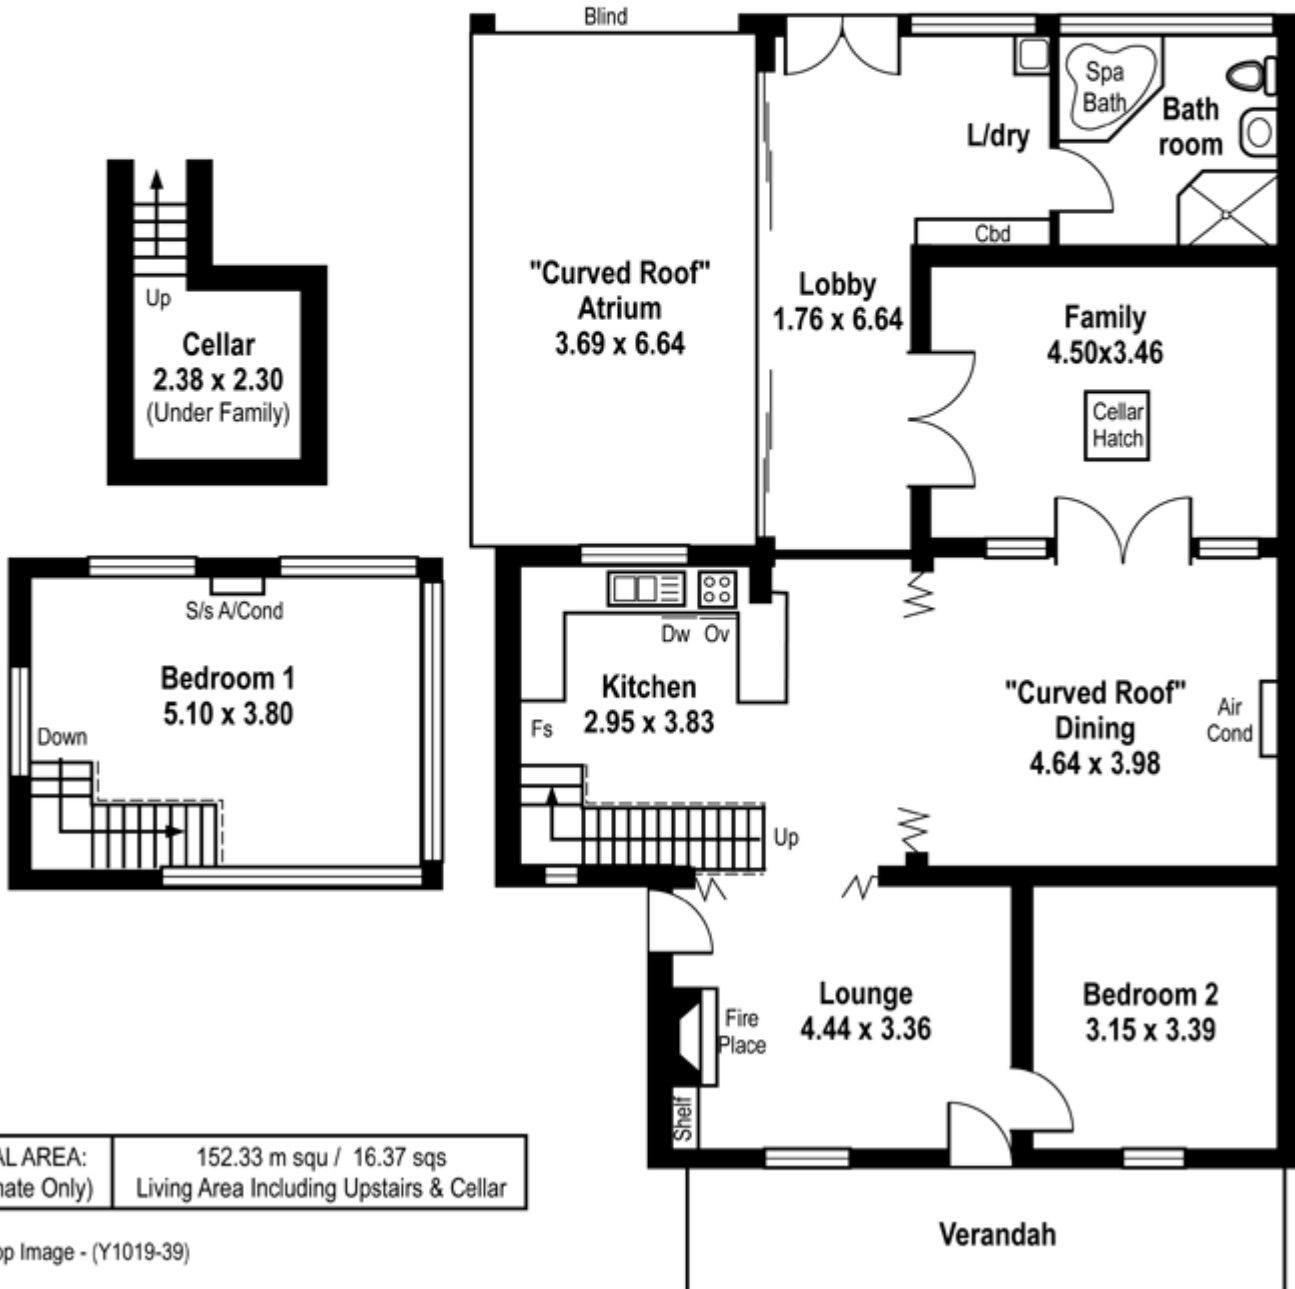 Blind
Spa
Bath
Bath
room
L/dry
Cbd
"Curved Roof"
Atrium
3.69 x 6.64
Lobby
1.76 x 6.64
Family
4.50x3.46
Cellar
Hatch
Up
Cellar
2.38 x 2.30
(Under Family)
S/s A/Cond
Bedroom 1
5.10 x 3.80
Down
Dw Ov
Kitchen
2.95 x 3.83
Fs
Up
"Curved Roof"
Dining
4.64 x 3.98
Air
Cond
Lounge
4.44 x 3.36
Fire
Place
Shelf
Bedroom 2
3.15 x 3.39
AREA:
152.33 m squ / 16.37 sqs
Only)
Living Area Including Upstairs & Cellar
Image - (Y1019-39)
Verandah